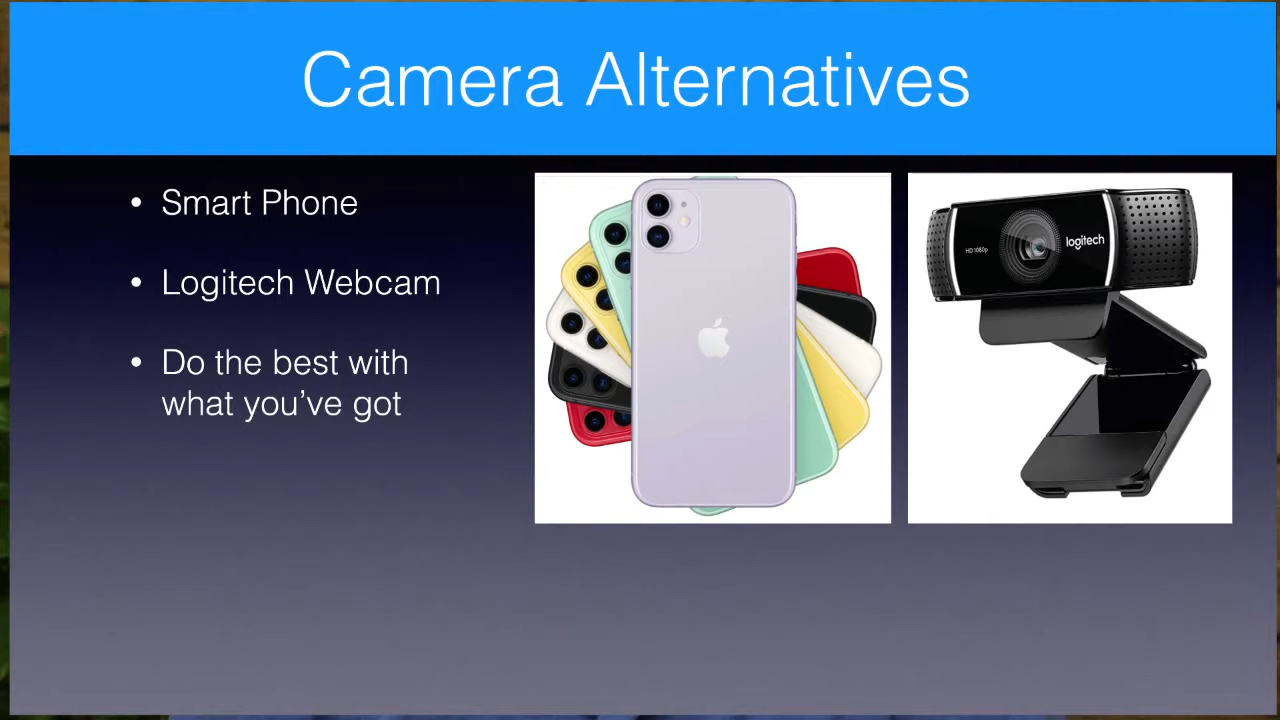 Camera Alternatives
• Smart Phone
• Logitech Webcam
• Do the best with
what you’ve got
HD 1080p
logitech